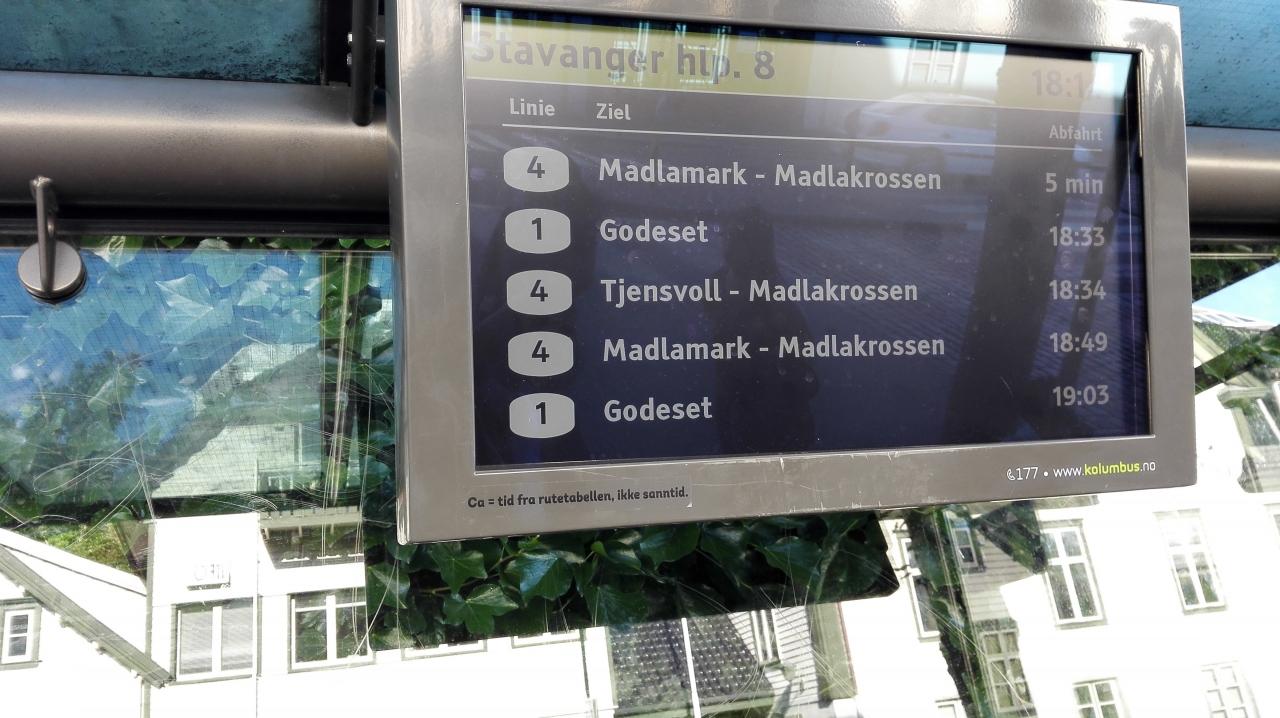 Stavanger hlp. 8
Linie Ziel Abfahrt
4 Madlamark - Madlakrossen 5 min
1 Godeset 18:33
4 Tjensvoll - Madlakrossen 18:34
4 Madlamark - Madlakrossen 18:49
1 Godeset 19:03
Ca = tid fra rutetabellen, ikke sanntid.
177 • www.kolumbus.no